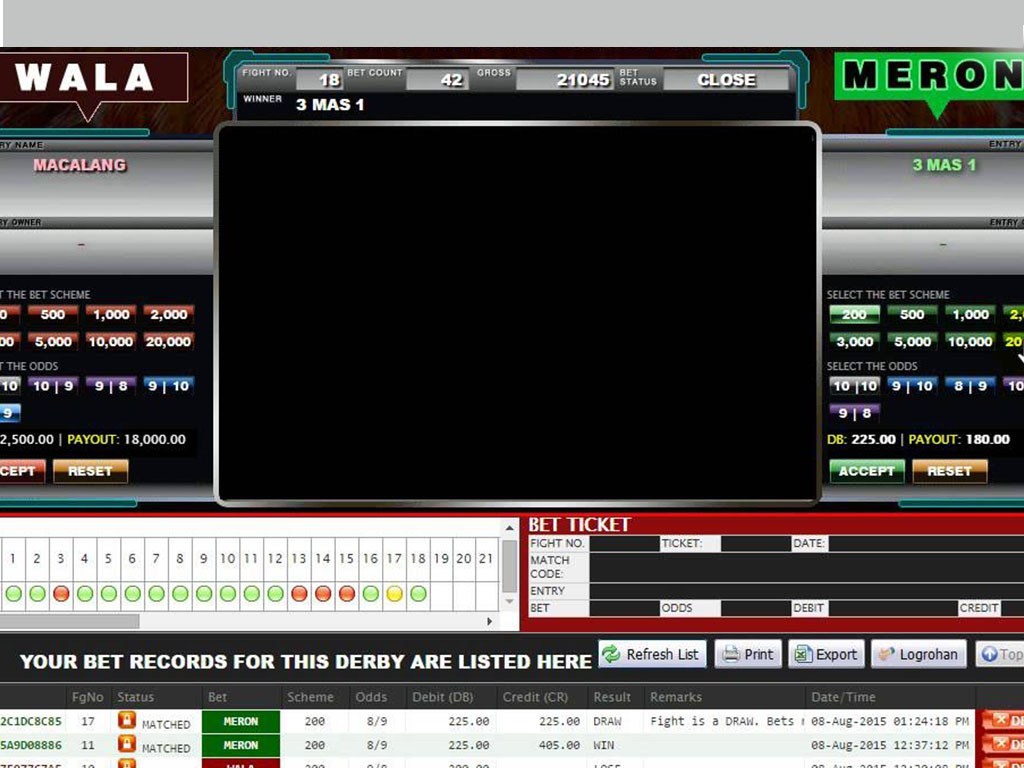 WALA
FIGHT NO. 18 BET COUNT 42 GROSS 21045 BET STATUS CLOSE
WINNER 3 MAS 1
MERON
RY NAME
MACALANG
RY OWNER
–
T THE BET SCHEME
0 500 1,000 2,000
00 5,000 10,000 20,000
T THE ODDS
10 10 | 9 9 | 8 9 | 10
9
2,500.00 | PAYOUT: 18,000.00
CEPT RESET
ENTRY
3 MAS 1
ENTRY
–
SELECT THE BET SCHEME
200 500 1,000 2,
3,000 5,000 10,000 20
SELECT THE ODDS
10 |10 9 | 10 8 | 9 10
9 | 8
DB: 225.00 | PAYOUT: 180.00
ACCEPT RESET
1 2 3 4 5 6 7 8 9 10 11 12 13 14 15 16 17 18 19 20 21
BET TICKET
FIGHT NO. TICKET: DATE:
MATCH CODE:
ENTRY
BET ODDS DEBIT CREDIT
YOUR BET RECORDS FOR THIS DERBY ARE LISTED HERE Refresh List Print Export Logrohan Top
FgNo Status Bet Scheme Odds Debit (DB) Credit (CR) Result Remarks Date/Time
2C1DC8C85 17 MATCHED MERON 200 8/9 225.00 225.00 DRAW Fight is a DRAW. Bets 08-Aug-2015 01:24:18 PM DE
5A9D08886 11 MATCHED MERON 200 8/9 225.00 405.00 WIN 08-Aug-2015 12:37:12 PM DE